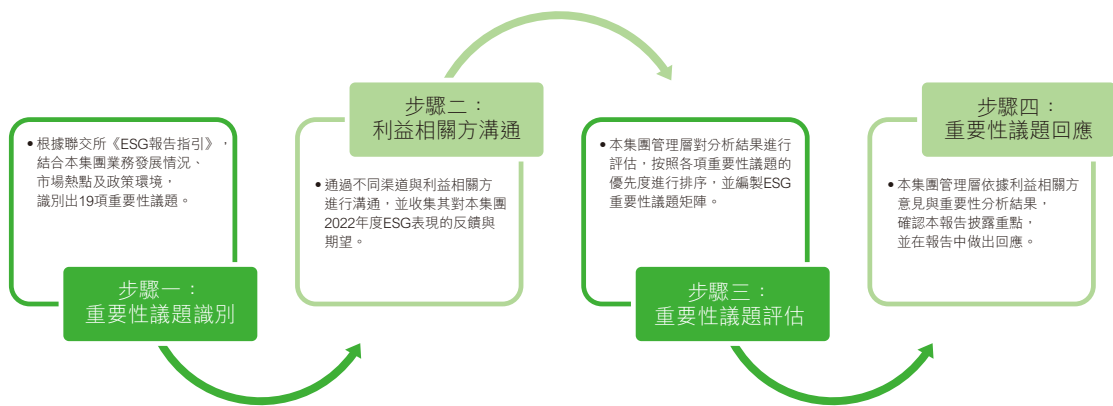 步驟一：
重要性議題識別
•根據聯交所《ESG報告指引》，
結合本集團業務發展情況、
市場熱點及政策環境，
識別出19項重要性議題。
步驟二：
利益相關方溝通
•通過不同渠道與利益相關方
進行溝通，並收集其對本集團
2022年度ESG表現的反饋與
期望。
步驟三：
重要性議題評估
•本集團管理層對分析結果進行
評估，按照各項重要性議題的
優先度進行排序，並編製ESG
重要性議題矩陣。
步驟四：
重要性議題回應
•本集團管理層依據利益相關方
意見與重要性分析結果，
確認本報告披露重點，
並在報告中做出回應。